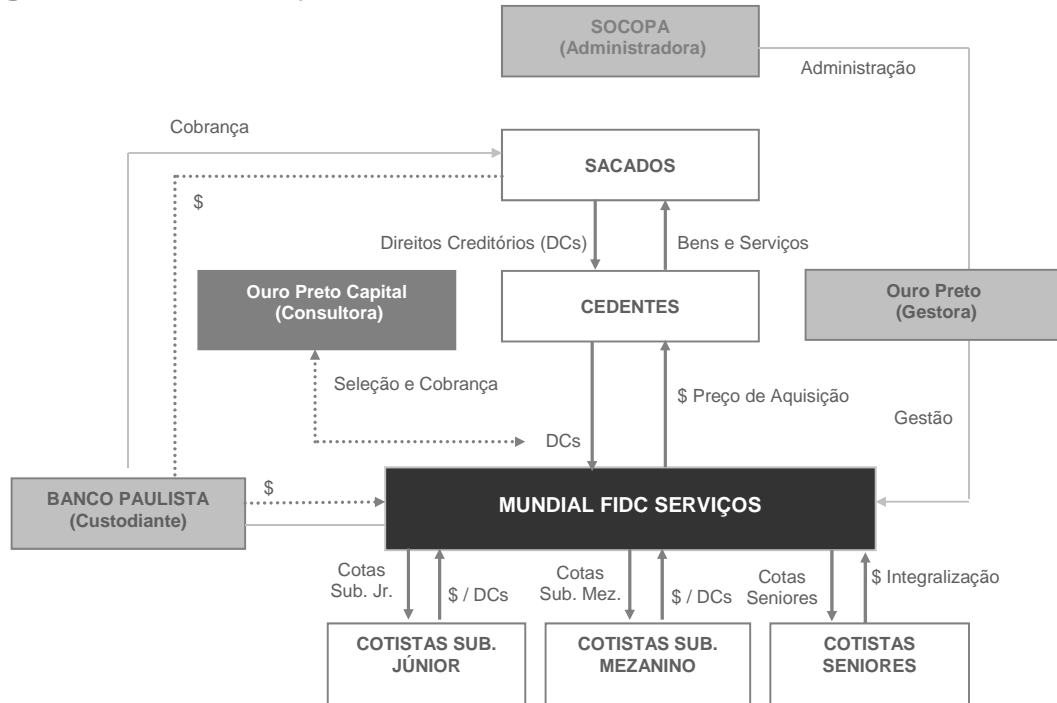 SOCOPA
(Administradora)
Administração
Cobrança
SACADOS
$
Direitos Creditórios (DCs)
Bens e Serviços
Ouro Preto Capital
(Consultora)
CEDENTES
Ouro Preto
(Gestora)
Seleção e Cobrança
$ Preço de Aquisição
Gestão
DCs
BANCO PAULISTA
(Custodiante)
$
MUNDIAL FIDC SERVIÇOS
Cotas
Sub. Jr.
$ / DCs
Cotas
Sub. Mez.
$ / DCs
Cotas
Seniores
$ Integralização
COTISTAS SUB.
JÚNIOR
COTISTAS SUB.
MEZANINO
COTISTAS
SENIORES